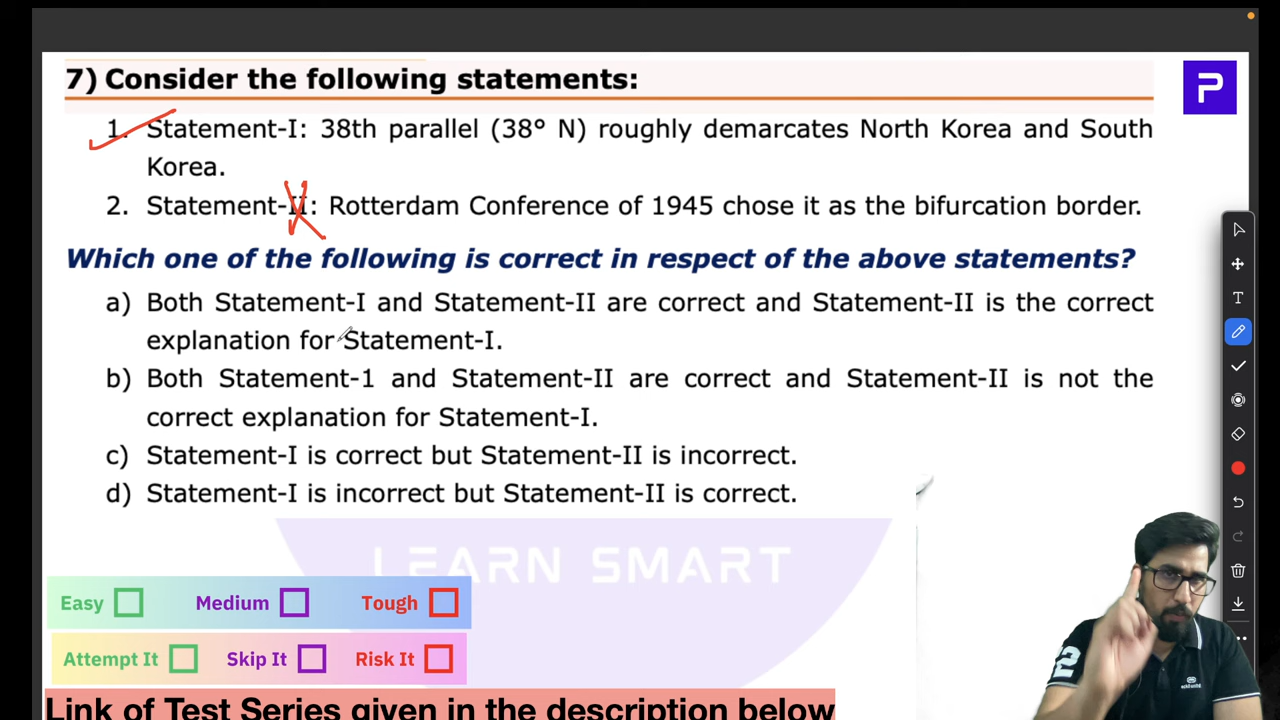 7) Consider the following statements:
1. Statement-I: 38th parallel (38° N) roughly demarcates North Korea and South
Korea.
2. Statement-II: Rotterdam Conference of 1945 chose it as the bifurcation border.
Which one of the following is correct in respect of the above statements?
a) Both Statement-I and Statement-II are correct and Statement-II is the correct
explanation for Statement-I.
b) Both Statement-1 and Statement-II are correct and Statement-II is not the
correct explanation for Statement-I.
c) Statement-I is correct but Statement-II is incorrect.
d) Statement-I is incorrect but Statement-II is correct.
LEARN SMART
Easy Medium Tough
Attempt It Skip It Risk It
Link of Test Series given in the description below
P
T
2